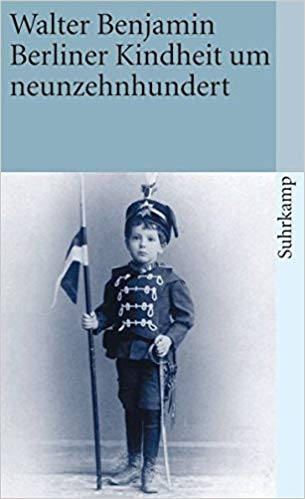 Walter Benjamin
Berliner Kindheit um
neunzehnhundert
Suhrkamp